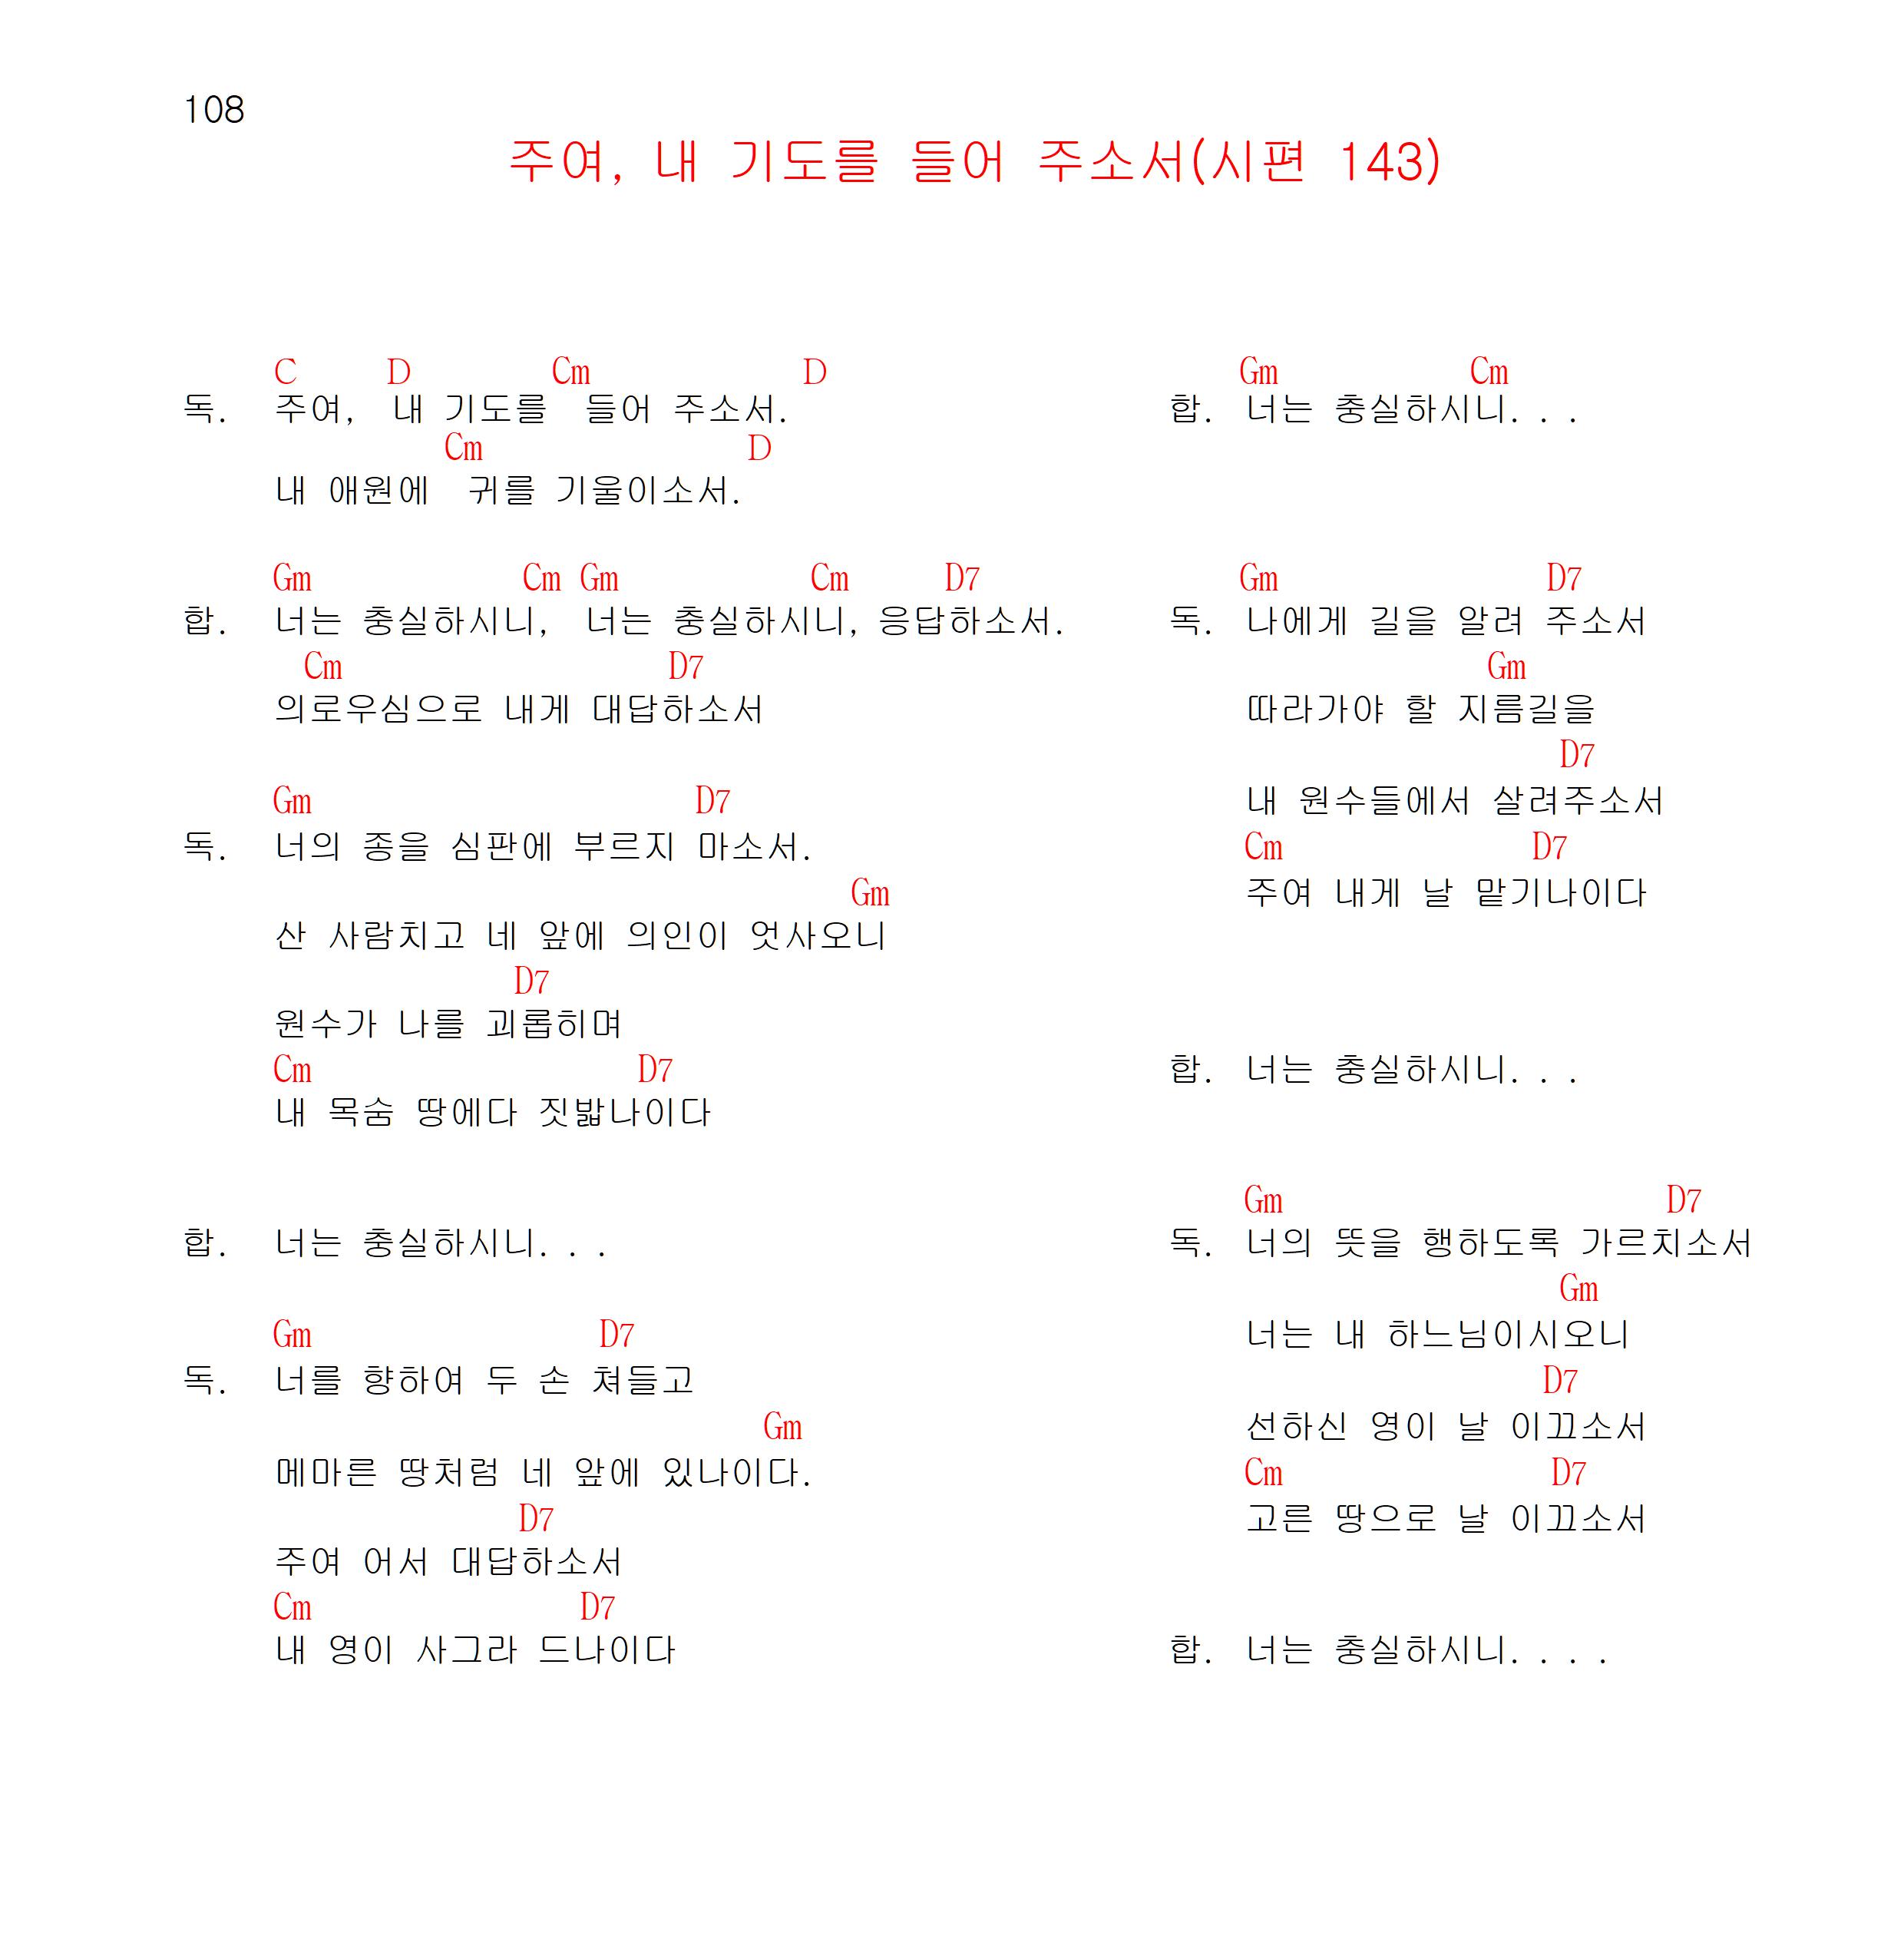 108
주여, 내 기도를 들어 주소서(시편 143)
C D Cm D
독. 주여, 내 기도를 들어 주소서.
Cm D
내 애원에 귀를 기울이소서.
Gm Cm Gm Cm D7
합. 너는 충실하시니, 너는 충실하시니, 응답하소서.
Cm D7
의로우심으로 내게 대답하소서
Gm D7
독. 너의 종을 심판에 부르지 마소서.
Gm
산 사람치고 네 앞에 의인이 엇사오니
D7
원수가 나를 괴롭히며
Cm D7
내 목숨 땅에다 짓밟나이다
합. 너는 충실하시니. . .
Gm D7
독. 너를 향하여 두 손 쳐들고
Gm
메마른 땅처럼 네 앞에 있나이다.
D7
주여 어서 대답하소서
Cm D7
내 영이 사그라 드나이다
Gm Cm
합. 너는 충실하시니. . .
Gm D7
독. 나에게 길을 알려 주소서
Gm
따라가야 할 지름길을
D7
내 원수들에서 살려주소서
Cm D7
주여 내게 날 맡기나이다
합. 너는 충실하시니. . .
Gm D7
독. 너의 뜻을 행하도록 가르치소서
Gm
너는 내 하느님이시오니
D7
선하신 영이 날 이끄소서
Cm D7
고른 땅으로 날 이끄소서
합. 너는 충실하시니. . . .